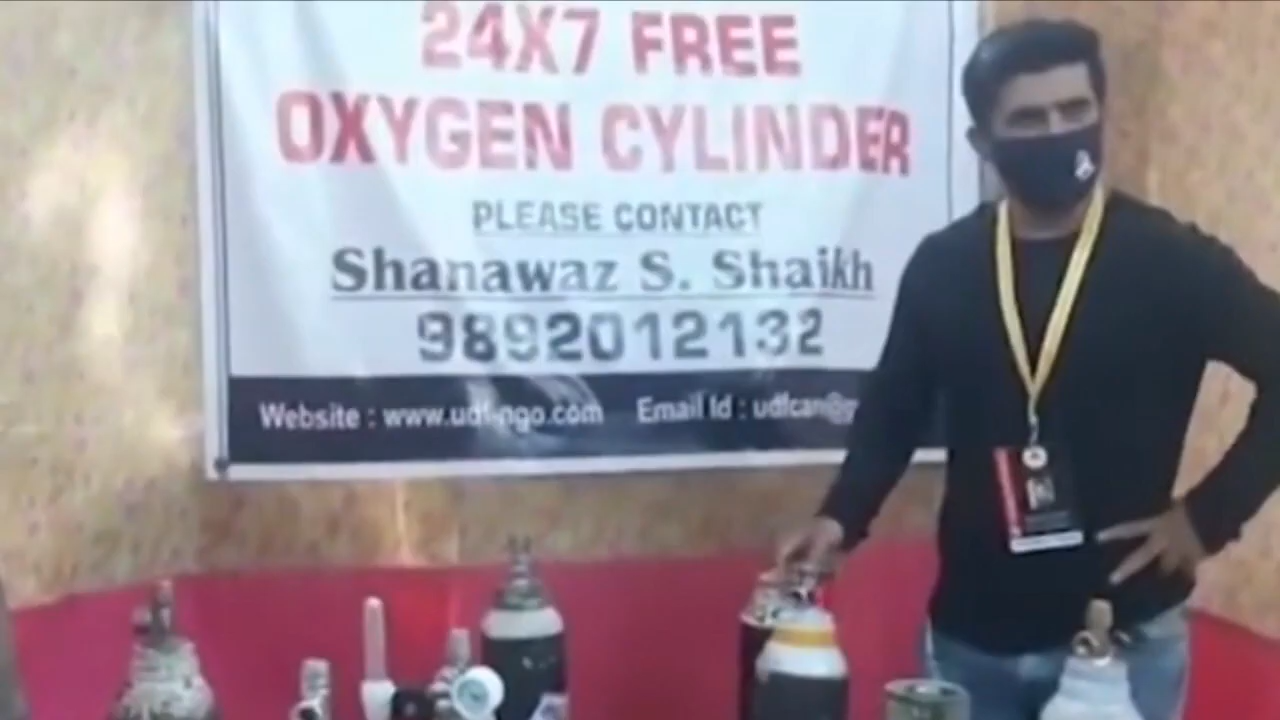 24X7 FREE
OXYGEN CYLINDER
PLEASE CONTACT
Shanawaz S. Shaikh
9892012132
Website : www.udf-ngo.com Email Id : udfcan@g